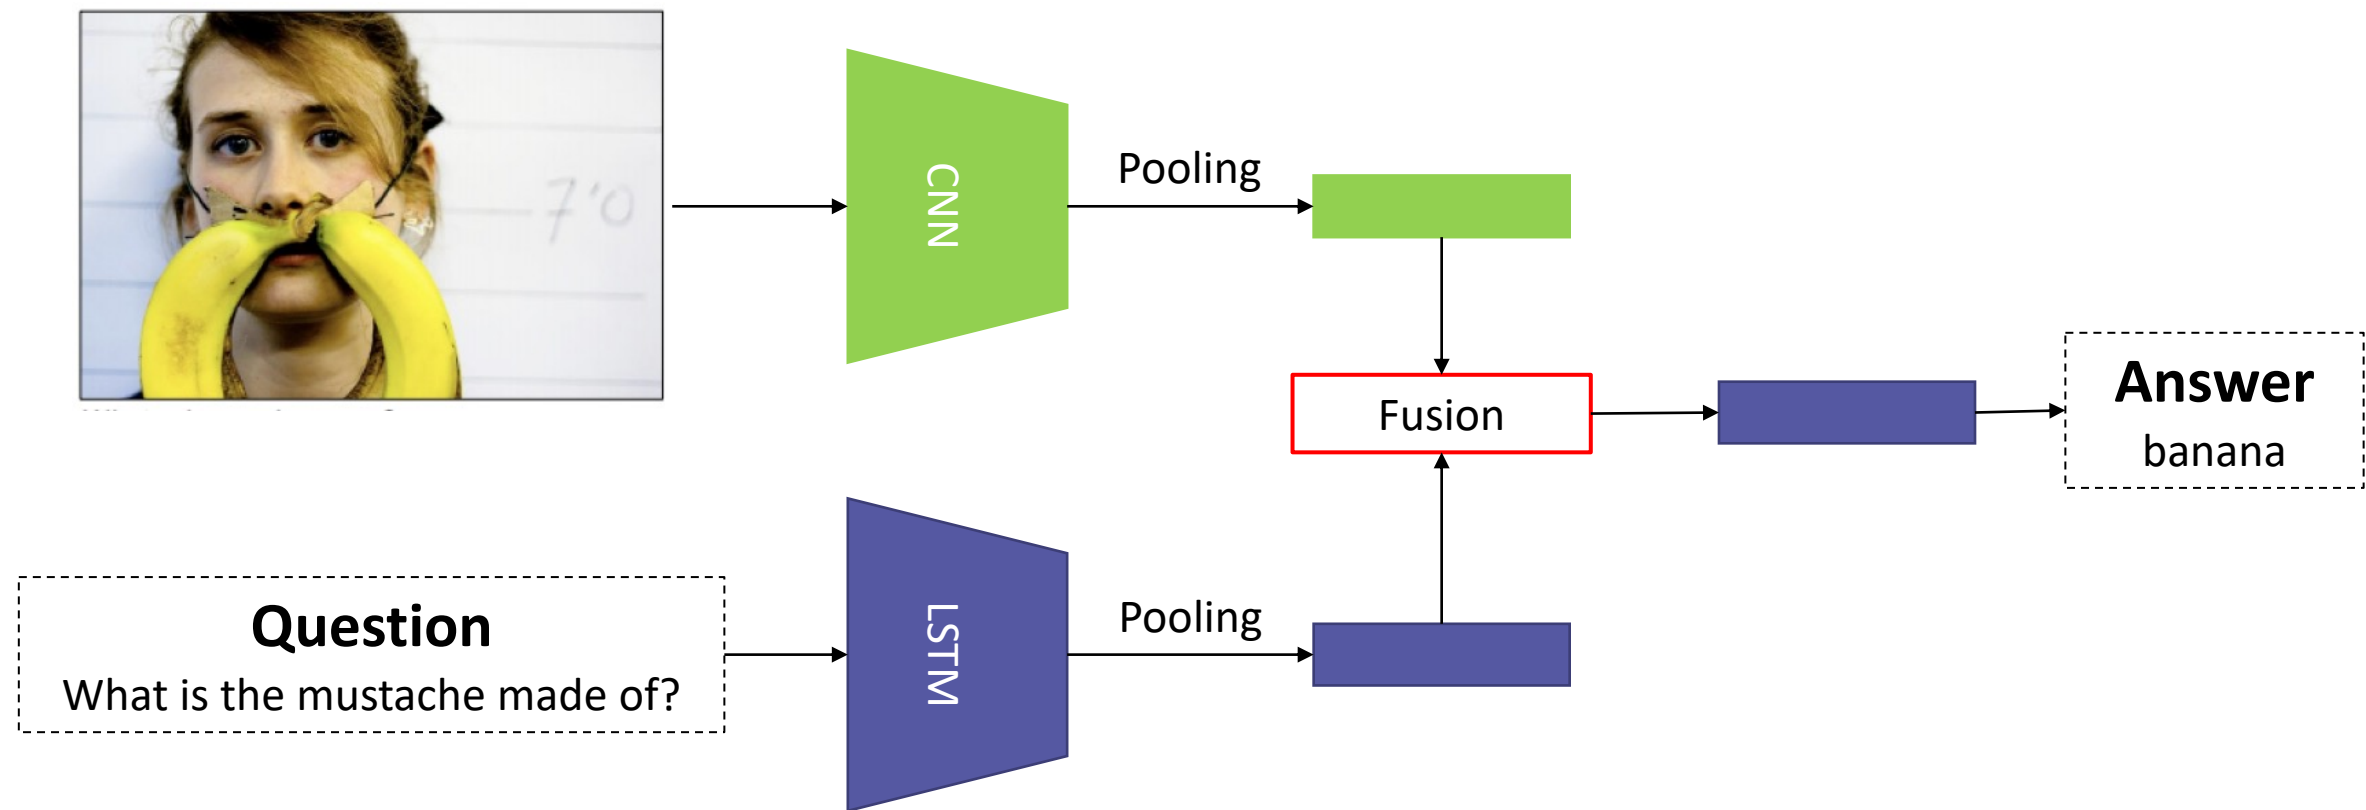 7'0
CNN
Pooling
Fusion
Answer
banana
Question
What is the mustache made of?
LSTM
Pooling